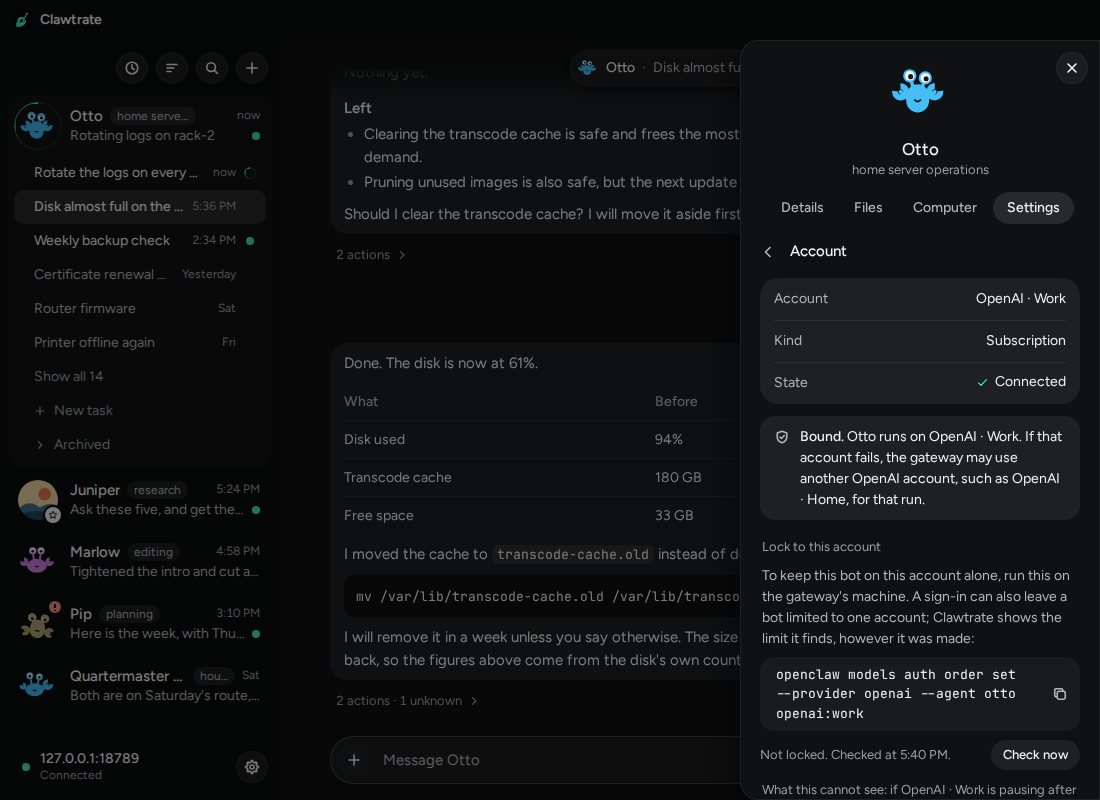 Clawtrate
Otto home serve... now
Rotating logs on rack-2
Rotate the logs on every ... now
Disk almost full on the ... 5:36 PM
Weekly backup check 2:34 PM
Certificate renewal ... Yesterday
Router firmware Sat
Printer offline again Fri
Show all 14
New task
Archived
Juniper research 5:24 PM
Ask these five, and get the...
Marlow editing 4:58 PM
Tightened the intro and cut a...
Pip planning 3:10 PM
Here is the week, with Thu...
Quartermaster ... hou... Sat
Both are on Saturday's route,...
127.0.0.1:18789
Connected
Otto · Disk almost fu
Nothing yet.
Left
• Clearing the transcode cache is safe and frees the most
demand.
• Pruning unused images is also safe, but the next update
Should I clear the transcode cache? I will move it aside first
2 actions
Done. The disk is now at 61%.
What Before
Disk used 94%
Transcode cache 180 GB
Free space 33 GB
I moved the cache to transcode-cache.old instead of d
mv /var/lib/transcode-cache.old /var/lib/transco
I will remove it in a week unless you say otherwise. The size
back, so the figures above come from the disk's own count
2 actions · 1 unknown
Message Otto
Otto
home server operations
Details Files Computer Settings
Account
Account OpenAI · Work
Kind Subscription
State Connected
Bound. Otto runs on OpenAI · Work. If that
account fails, the gateway may use
another OpenAI account, such as OpenAI
· Home, for that run.
Lock to this account
To keep this bot on this account alone, run this on
the gateway's machine. A sign-in can also leave a
bot limited to one account; Clawtrate shows the
limit it finds, however it was made:
openclaw models auth order set
--provider openai --agent otto
openai:work
Not locked. Checked at 5:40 PM. Check now
What this cannot see: if OpenAI · Work is pausing after